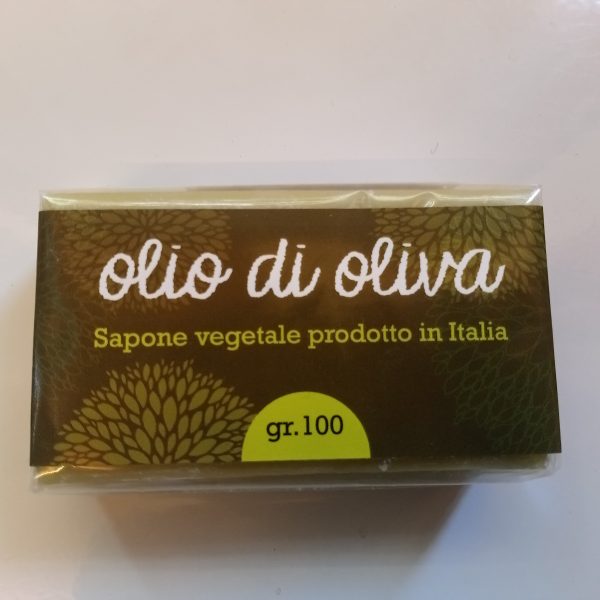 olio di oliva
Sapone vegetale prodotto in Italia
gr.100